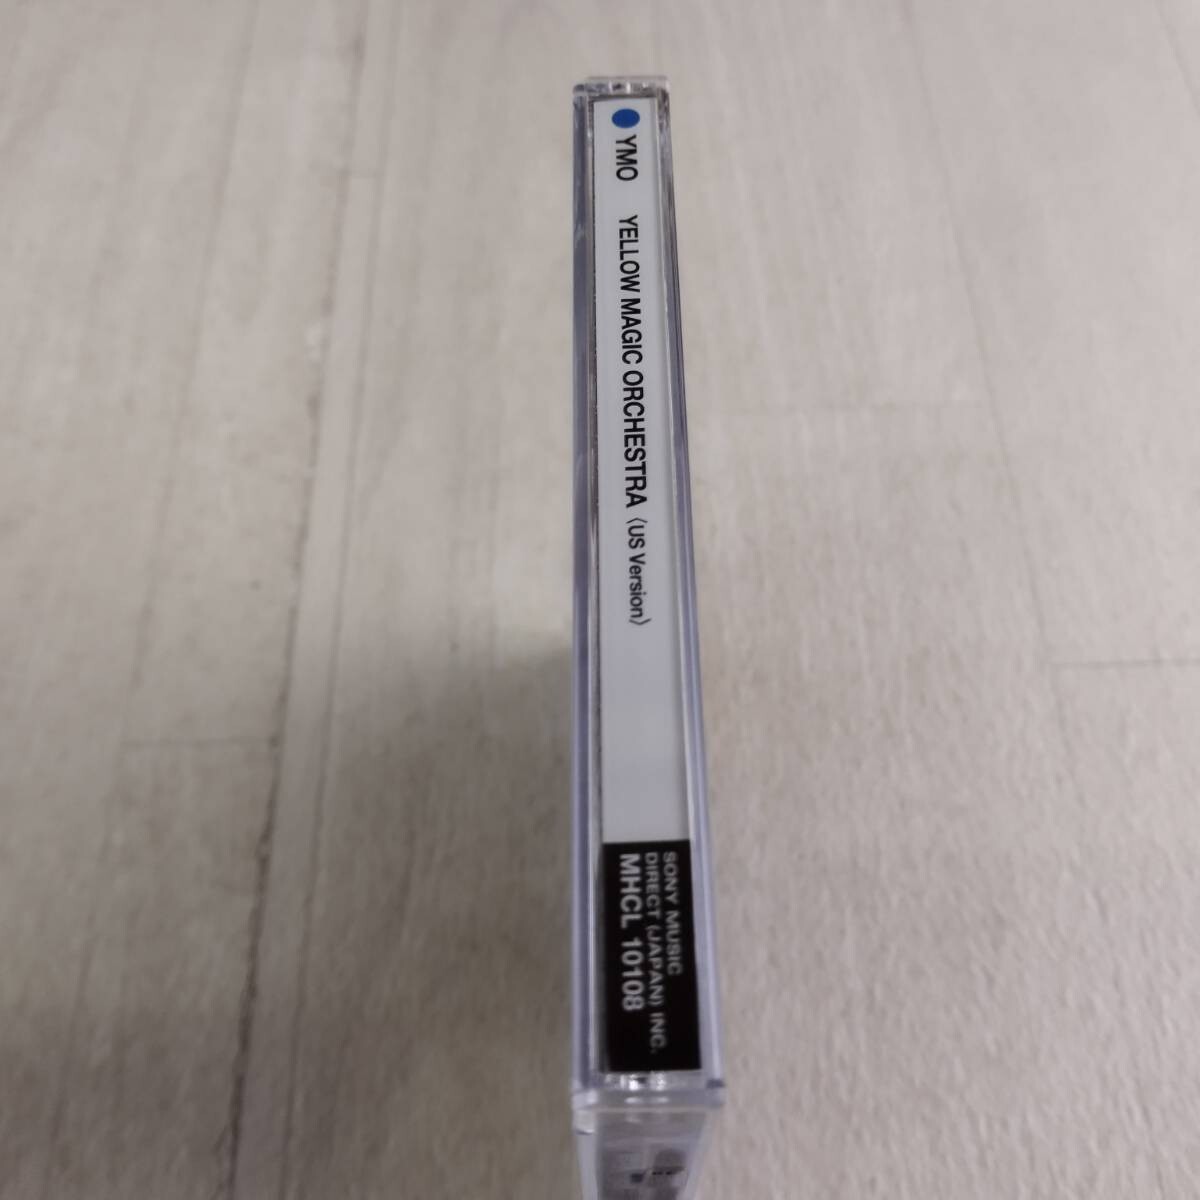 YMO YELLOW MAGIC ORCHESTRA 〈US Version〉
SONY MUSIC
DIRECT (JAPAN) INC.
MHCL 10108